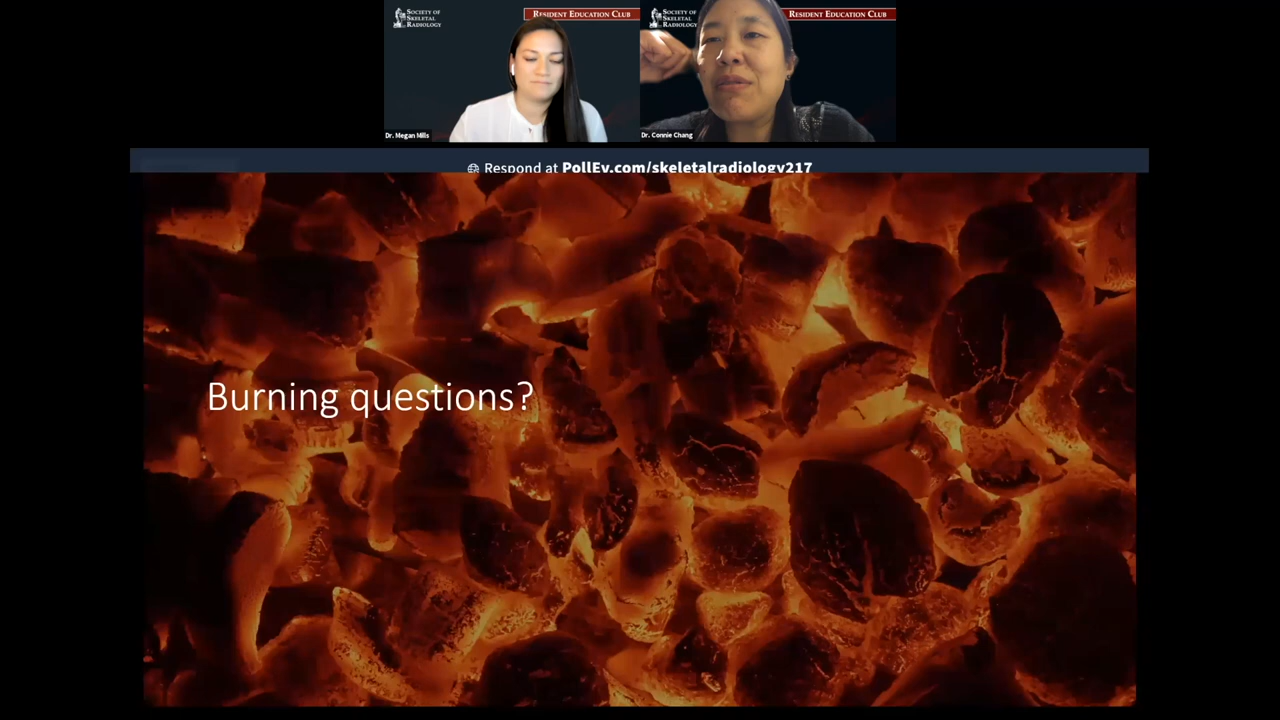 SOCIETY OF
SKELETAL
RADIOLOGY
RESIDENT EDUCATION CLUB
Dr. Megan Mills
SOCIETY OF
SKELETAL
RADIOLOGY
RESIDENT EDUCATION CLUB
Dr. Connie Chang
Respond at PollEv.com/skeletalradiology217
Burning questions?